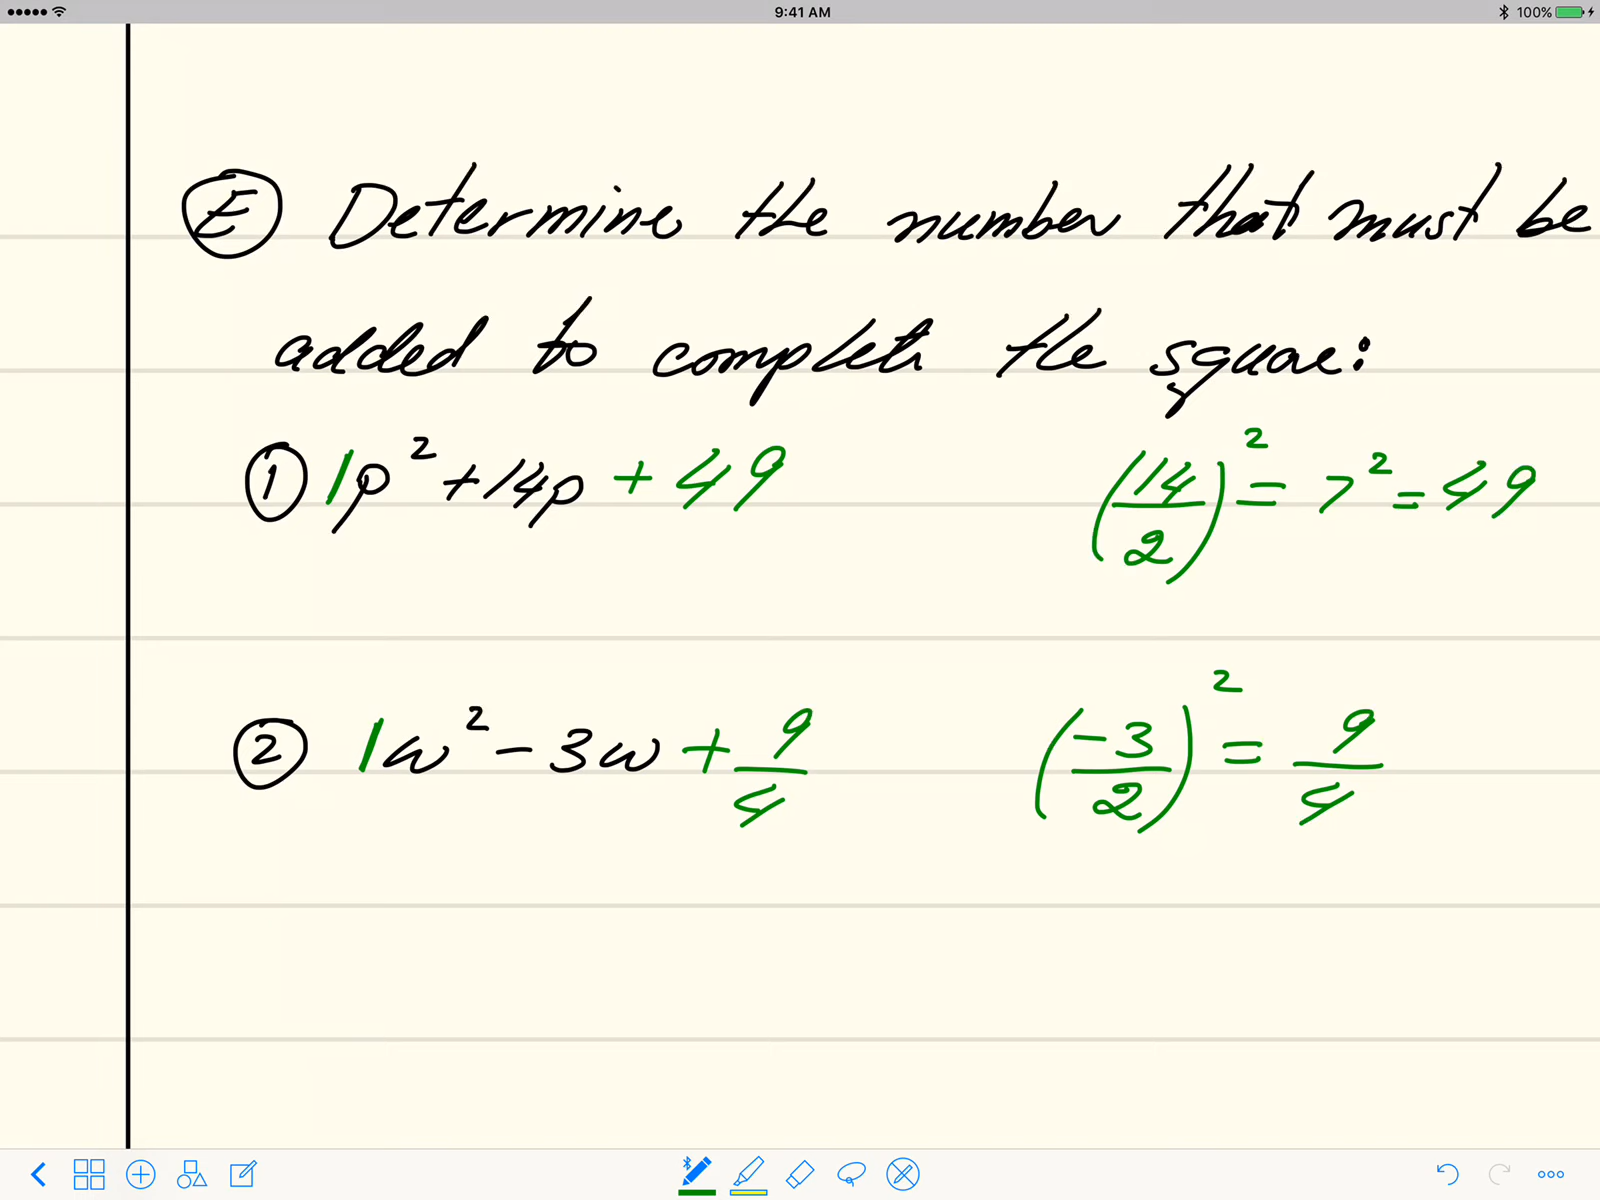 9:41 AM
100%
E Determine the number that must be
added to complete the square:
1 1p² + 14p + 49 (14/2)² = 7² = 49
2 1w² - 3w + 9/4 (-3/2)² = 9/4